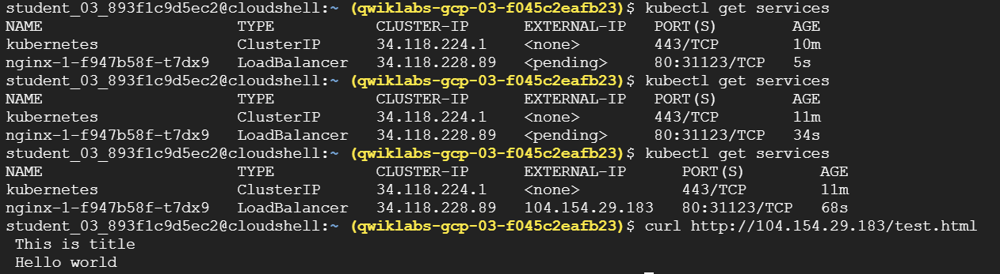 student_03_893f1c9d5ec2@cloudshell:~ (qwiklabs-gcp-03-f045c2eafb23)$ kubectl get services
NAME TYPE CLUSTER-IP EXTERNAL-IP PORT(S) AGE
kubernetes ClusterIP 34.118.224.1 <none> 443/TCP 10m
nginx-1-f947b58f-t7dx9 LoadBalancer 34.118.228.89 <pending> 80:31123/TCP 5s
student_03_893f1c9d5ec2@cloudshell:~ (qwiklabs-gcp-03-f045c2eafb23)$ kubectl get services
NAME TYPE CLUSTER-IP EXTERNAL-IP PORT(S) AGE
kubernetes ClusterIP 34.118.224.1 <none> 443/TCP 11m
nginx-1-f947b58f-t7dx9 LoadBalancer 34.118.228.89 <pending> 80:31123/TCP 34s
student_03_893f1c9d5ec2@cloudshell:~ (qwiklabs-gcp-03-f045c2eafb23)$ kubectl get services
NAME TYPE CLUSTER-IP EXTERNAL-IP PORT(S) AGE
kubernetes ClusterIP 34.118.224.1 <none> 443/TCP 11m
nginx-1-f947b58f-t7dx9 LoadBalancer 34.118.228.89 104.154.29.183 80:31123/TCP 68s
student_03_893f1c9d5ec2@cloudshell:~ (qwiklabs-gcp-03-f045c2eafb23)$ curl http://104.154.29.183/test.html
This is title
Hello world